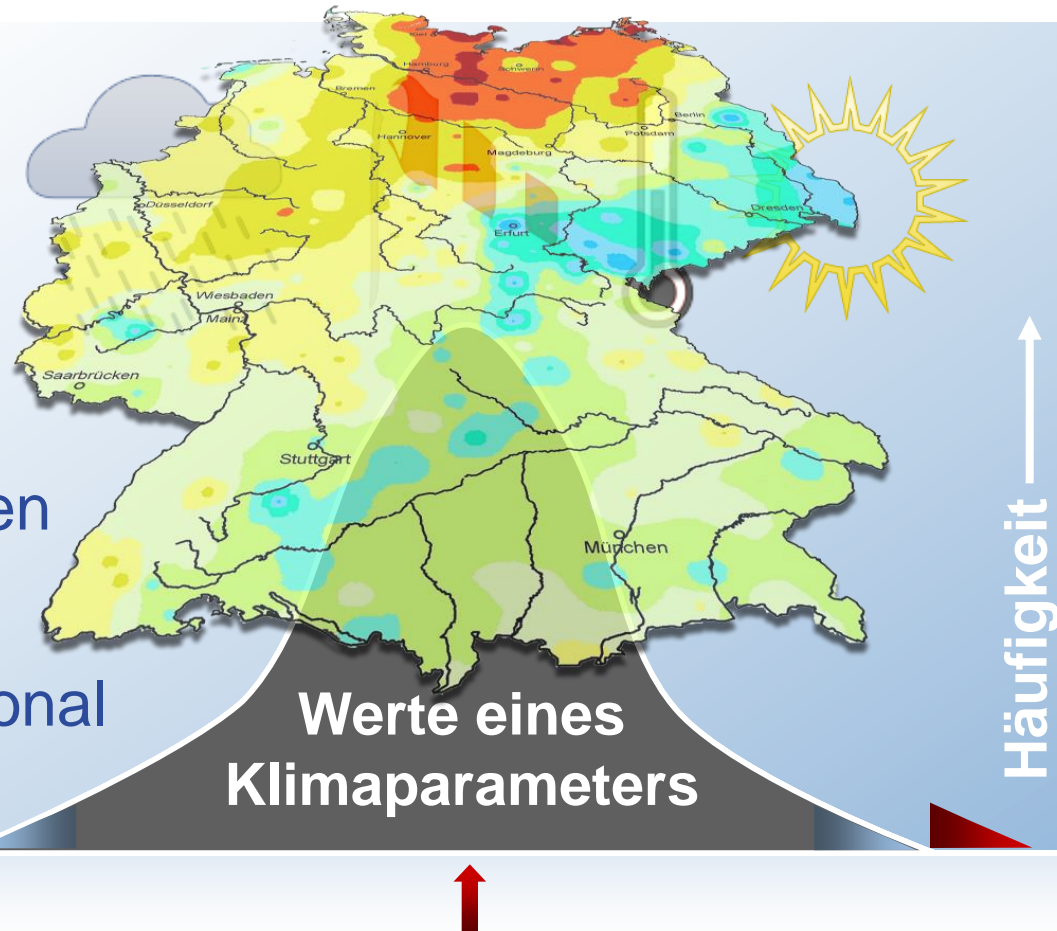 Kiel
Hamburg
Schwerin
Bremen
Berlin
Hannover
Potsdam
Magdeburg
Düsseldorf
Dresden
Erfurt
Wiesbaden
Mainz
Saarbrücken
Stuttgart
en
München
onal
Werte eines
Klimaparameters
Häufigkeit